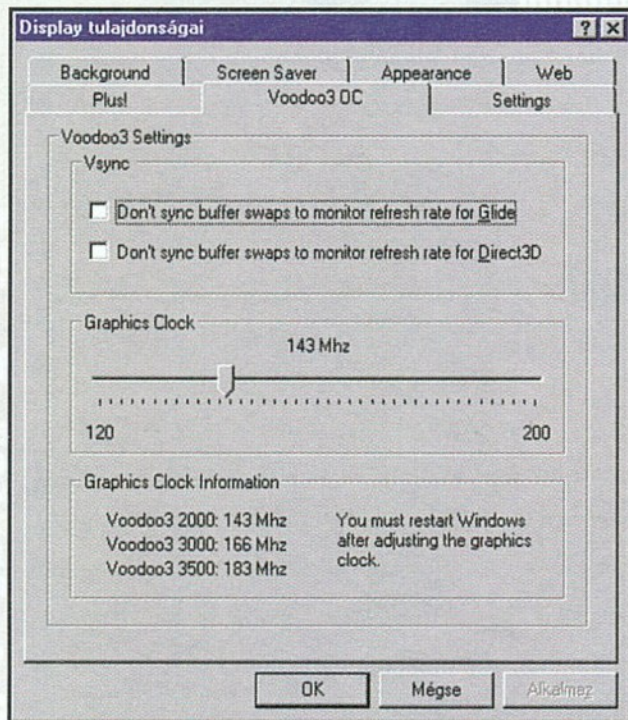 Display tulajdonságai
Background Screen Saver Appearance Web
Plus! Voodoo3 OC Settings
Voodoo3 Settings
Vsync
Don't sync buffer swaps to monitor refresh rate for Glide
Don't sync buffer swaps to monitor refresh rate for Direct3D
Graphics Clock
143 Mhz
120 200
Graphics Clock Information
Voodoo3 2000: 143 Mhz
Voodoo3 3000: 166 Mhz
Voodoo3 3500: 183 Mhz
You must restart Windows
after adjusting the graphics
clock.
OK Mégse Alkalmaz